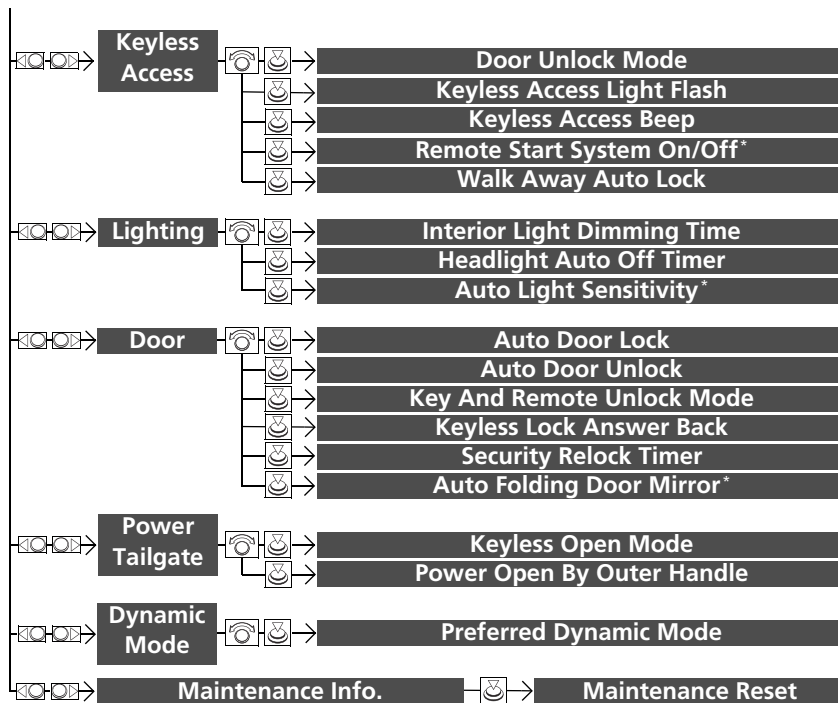 Keyless
Access
Door Unlock Mode
Keyless Access Light Flash
Keyless Access Beep
Remote Start System On/Off*
Walk Away Auto Lock
Lighting
Interior Light Dimming Time
Headlight Auto Off Timer
Auto Light Sensitivity*
Door
Auto Door Lock
Auto Door Unlock
Key And Remote Unlock Mode
Keyless Lock Answer Back
Security Relock Timer
Auto Folding Door Mirror*
Power
Tailgate
Keyless Open Mode
Power Open By Outer Handle
Dynamic
Mode
Preferred Dynamic Mode
Maintenance Info.
Maintenance Reset